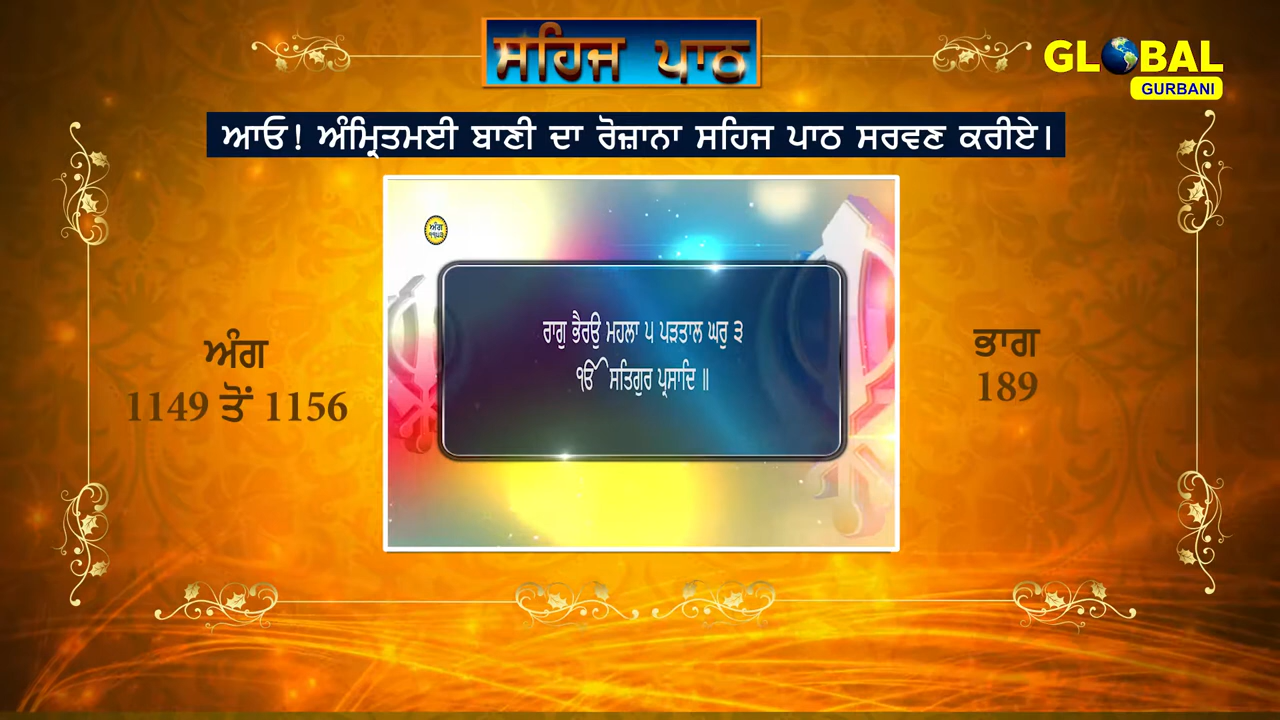 ਸਹਿਜ ਪਾਠ
GLOBAL
GURBANI
ਆਓ! ਅੰਮ੍ਰਿਤਮਈ ਬਾਣੀ ਦਾ ਰੋਜ਼ਾਨਾ ਸਹਿਜ ਪਾਠ ਸਰਵਣ ਕਰੀਏ।
ਅੰਗ
੧੧੫੩
ਰਾਗੁ ਭੈਰਉ ਮਹਲਾ ੫ ਪੜਤਾਲ ਘਰੁ ੩
ੴ ਸਤਿਗੁਰ ਪ੍ਰਸਾਦਿ ॥
ਅੰਗ
1149 ਤੋਂ 1156
ਭਾਗ
189